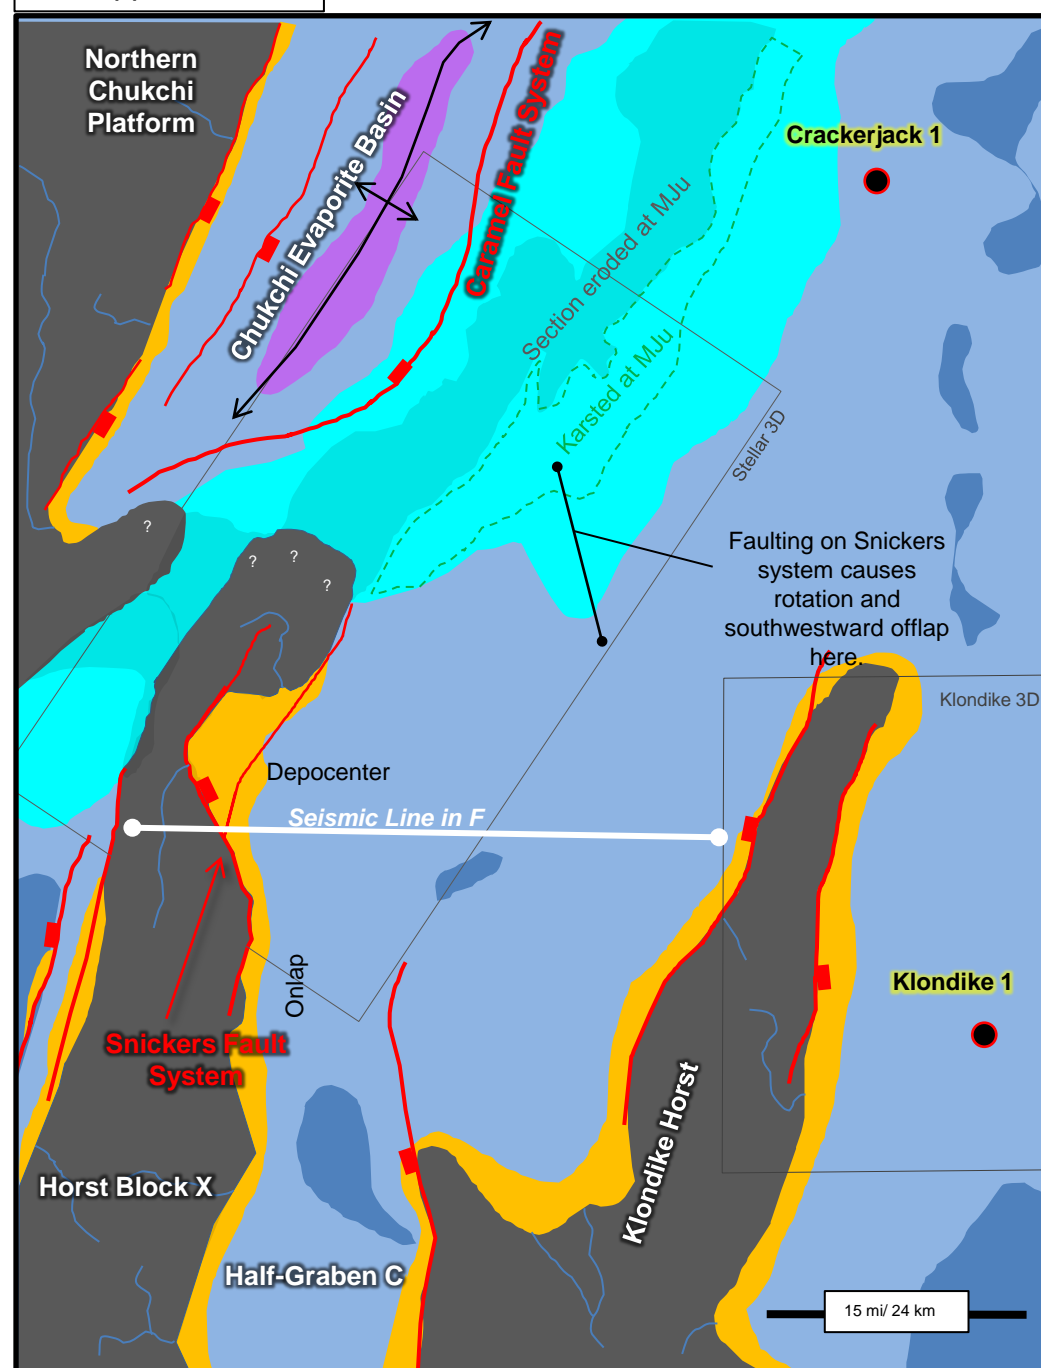 Northern
Chukchi
Platform
Chukchi Evaporite Basin
Caramel Fault System
Crackerjack 1
Section eroded at MJu
Karsted at MJu
Stellar 3D
?
?
?
?
Faulting on Snickers
system causes
rotation and
southwestward offlap
here.
Klondike 3D
Depocenter
Seismic Line in F
Onlap
Klondike 1
Snickers Fault
System
Klondike Horst
Horst Block X
Half-Graben C
15 mi/ 24 km